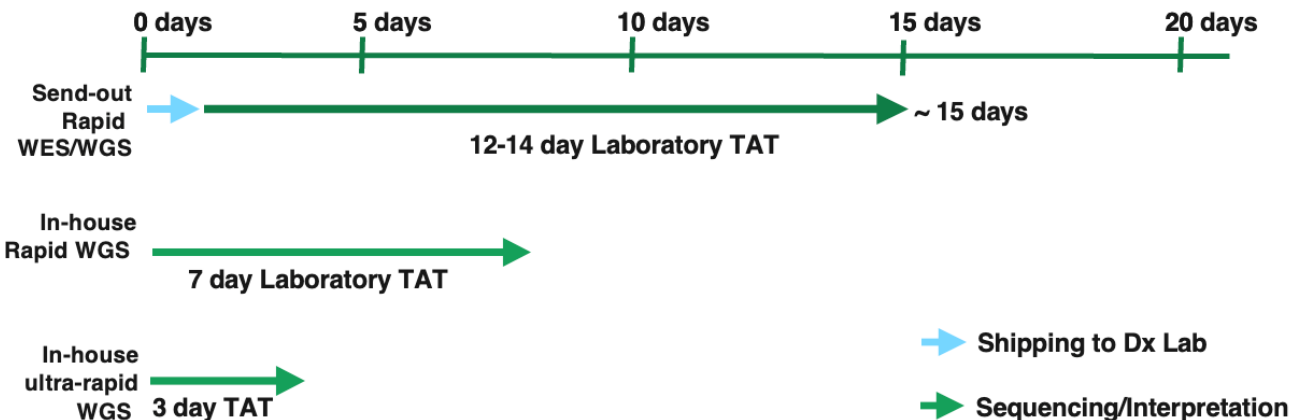 0 days 5 days 10 days 15 days 20 days
Send-out
Rapid
WES/WGS
~ 15 days
12-14 day Laboratory TAT
In-house
Rapid WGS
7 day Laboratory TAT
In-house
ultra-rapid
WGS
3 day TAT
Shipping to Dx Lab
Sequencing/Interpretation